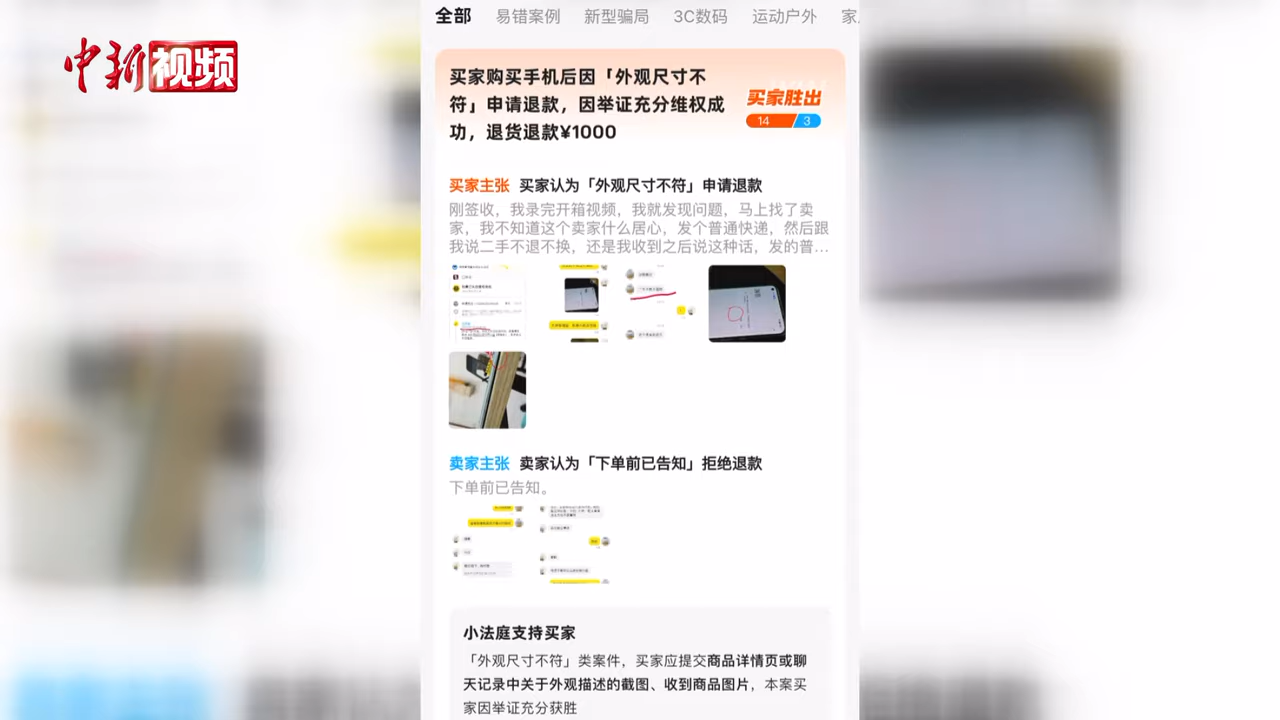 全部 易错案例 新型骗局 3C数码 运动户外 家
中新视频
买家购买手机后因「外观尺寸不
符」申请退款，因举证充分维权成
功，退货退款¥1000
买家胜出
14 3
买家主张 买家认为「外观尺寸不符」申请退款
刚签收，我录完开箱视频，我就发现问题，马上找了卖
家，我不知道这个卖家什么居心，发个普通快递，然后跟
我说二手不退不换，还是我收到之后说这种话，发的普...
卖家主张 卖家认为「下单前已告知」拒绝退款
下单前已告知。
小法庭支持买家
「外观尺寸不符」类案件，买家应提交商品详情页或聊
天记录中关于外观描述的截图、收到商品图片，本案买
家因举证充分获胜